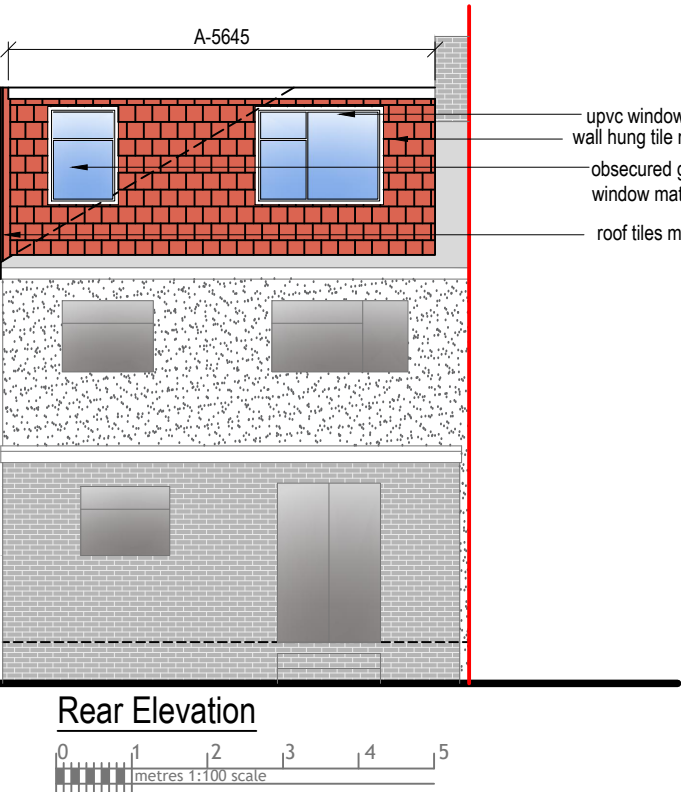 A-5645
upvc window
wall hung tile
obsecured
window
roof tiles
Rear Elevation
0 1 2 3 4 5
metres 1:100 scale